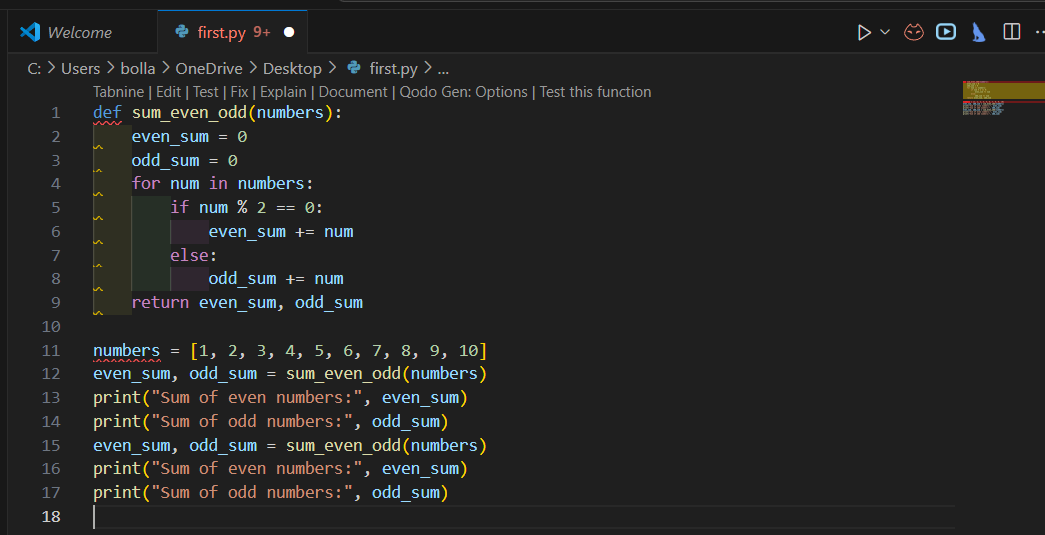 Welcome
first.py 9+
C: > Users > bolla > OneDrive > Desktop > first.py > ...
Tabnine | Edit | Test | Fix | Explain | Document | Qodo Gen: Options | Test this function
1 def sum_even_odd(numbers):
2     even_sum = 0
3     odd_sum = 0
4     for num in numbers:
5         if num % 2 == 0:
6             even_sum += num
7         else:
8             odd_sum += num
9     return even_sum, odd_sum
10
11 numbers = [1, 2, 3, 4, 5, 6, 7, 8, 9, 10]
12 even_sum, odd_sum = sum_even_odd(numbers)
13 print("Sum of even numbers:", even_sum)
14 print("Sum of odd numbers:", odd_sum)
15 even_sum, odd_sum = sum_even_odd(numbers)
16 print("Sum of even numbers:", even_sum)
17 print("Sum of odd numbers:", odd_sum)
18